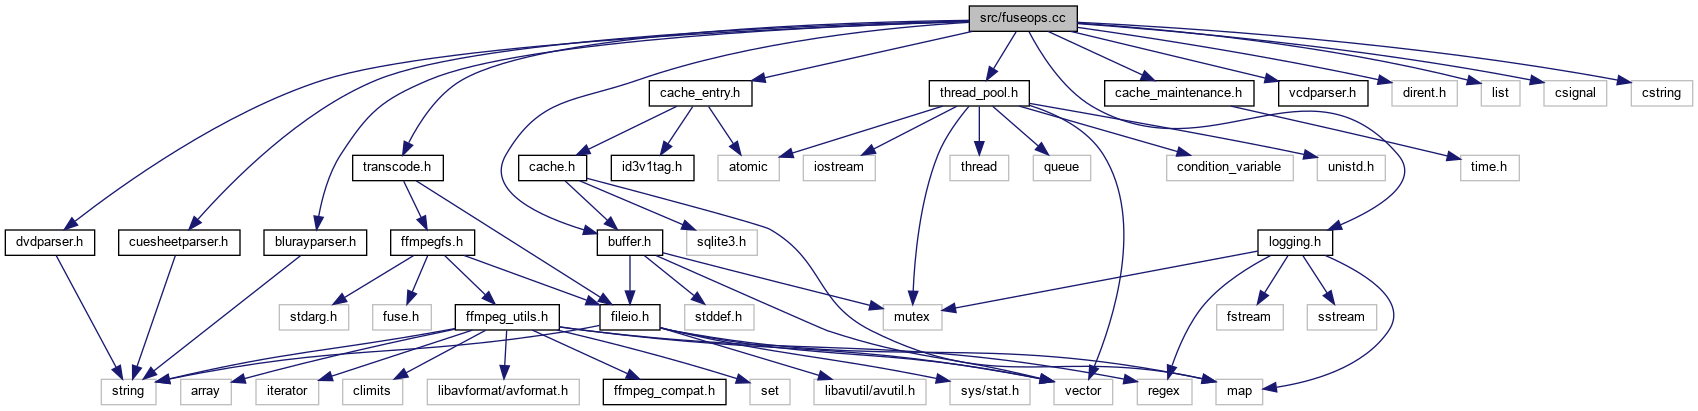 src/fuseops.cc
cache_entry.h
thread_pool.h
cache_maintenance.h
vcdparser.h
dirent.h
list
csignal
cstring
transcode.h
cache.h
id3v1tag.h
atomic
iostream
thread
queue
condition_variable
unistd.h
time.h
dvdparser.h
cuesheetparser.h
blurayparser.h
ffmpegfs.h
buffer.h
sqlite3.h
logging.h
stdarg.h
fuse.h
ffmpeg_utils.h
fileio.h
stddef.h
mutex
fstream
sstream
string
array
iterator
climits
libavformat/avformat.h
ffmpeg_compat.h
set
libavutil/avutil.h
sys/stat.h
vector
regex
map